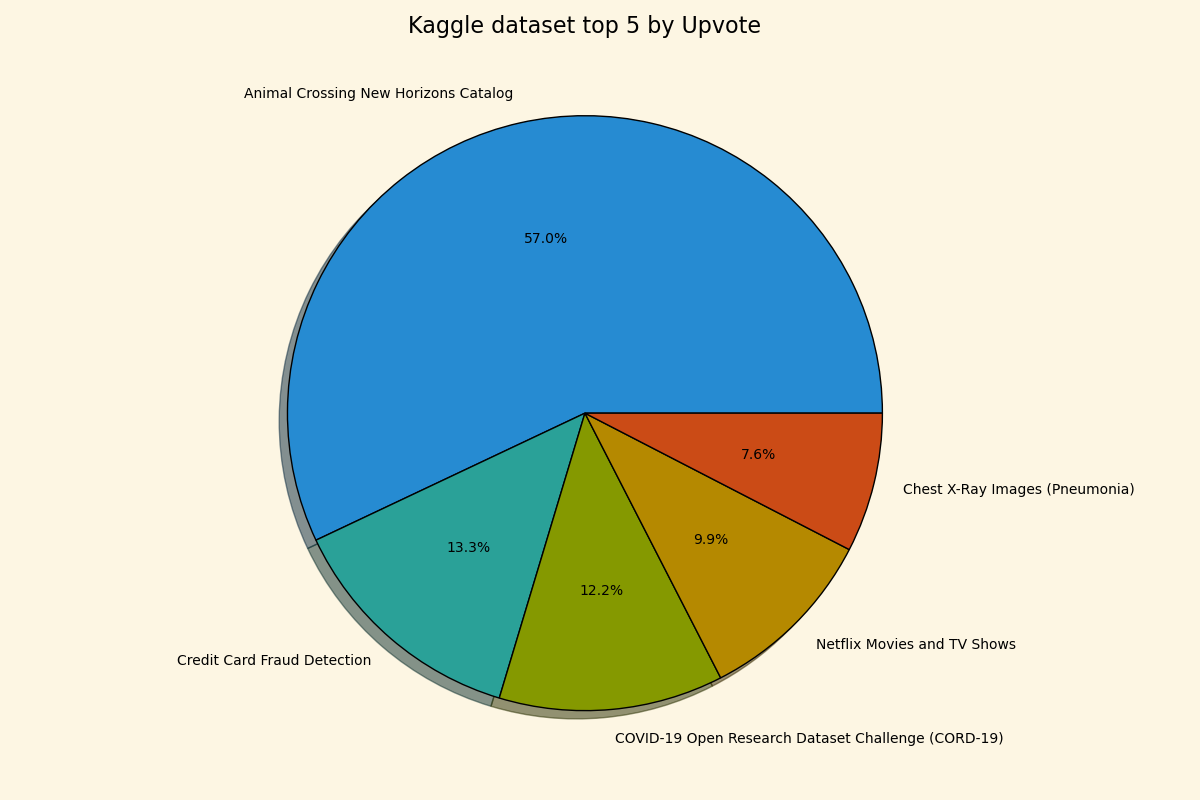 Kaggle dataset top 5 by Upvote
Animal Crossing New Horizons Catalog
57.0%
7.6%
Chest X-Ray Images (Pneumonia)
9.9%
13.3%
12.2%
Netflix Movies and TV Shows
Credit Card Fraud Detection
COVID-19 Open Research Dataset Challenge (CORD-19)